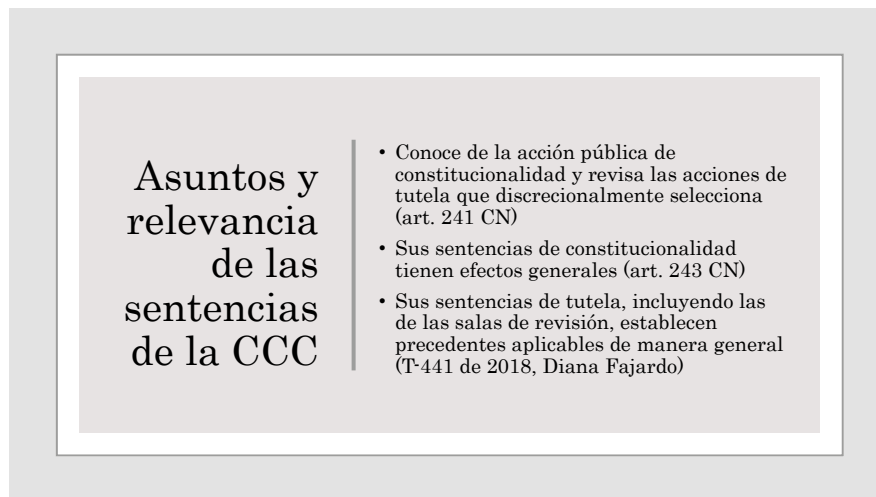 Asuntos y
relevancia
de las
sentencias
de la CCC
• Conoce de la acción pública de
constitucionalidad y revisa las acciones de
tutela que discrecionalmente selecciona
(art. 241 CN)
• Sus sentencias de constitucionalidad
tienen efectos generales (art. 243 CN)
• Sus sentencias de tutela, incluyendo las
de las salas de revisión, establecen
precedentes aplicables de manera general
(T-441 de 2018, Diana Fajardo)